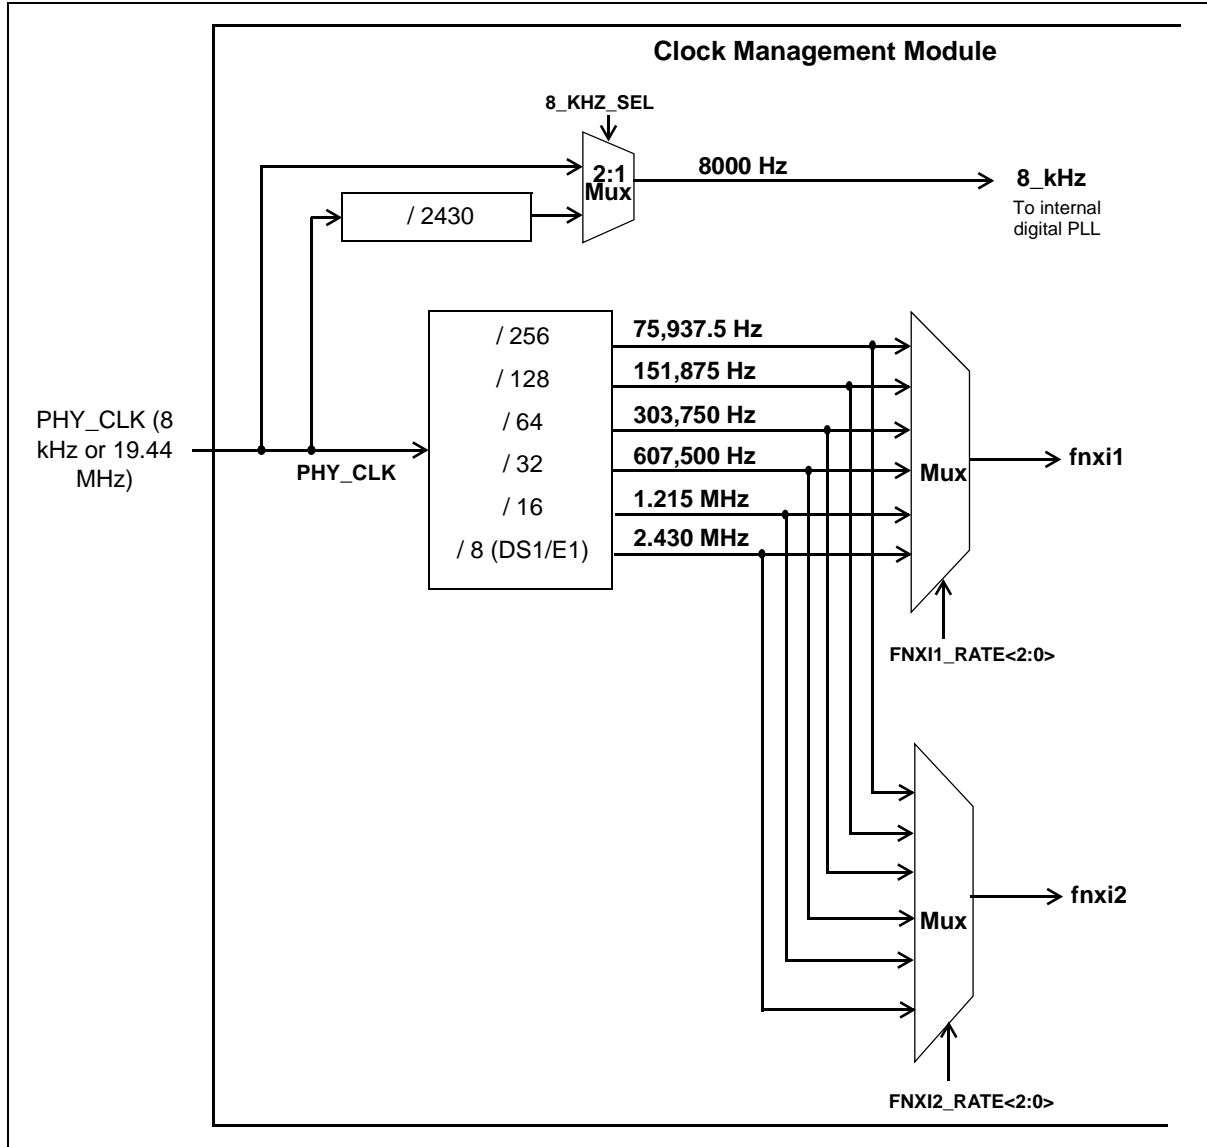 Clock Management Module
8_KHZ_SEL
2:1
Mux
8000 Hz
8_kHz
To internal
digital PLL
/ 2430
/ 256
/ 128
/ 64
/ 32
/ 16
/ 8 (DS1/E1)
75,937.5 Hz
151,875 Hz
303,750 Hz
607,500 Hz
1.215 MHz
2.430 MHz
PHY_CLK (8
kHz or 19.44
MHz)
PHY_CLK
Mux
fnxi1
FNXI1_RATE<2:0>
Mux
fnxi2
FNXI2_RATE<2:0>